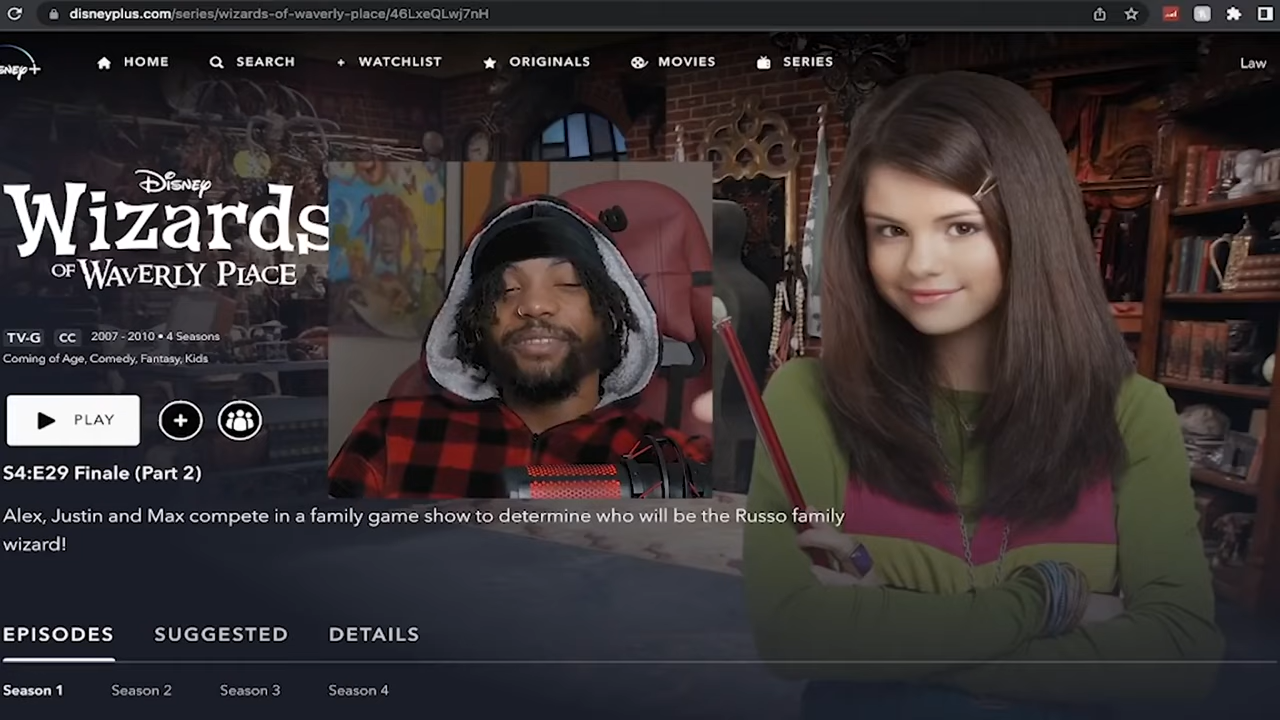 disneyplus.com/series/wizards-of-waverly-place/46LxeQLwj7nH
SNEY+
HOME
SEARCH
+ WATCHLIST
ORIGINALS
MOVIES
SERIES
Law
DISNEY
Wizards
OF WAVERLY PLACE
TV-G CC 2007 - 2010 • 4 Seasons
Coming of Age, Comedy, Fantasy, Kids
PLAY
S4:E29 Finale (Part 2)
Alex, Justin and Max compete in a family game show to determine who will be the Russo family
wizard!
EPISODES SUGGESTED DETAILS
Season 1 Season 2 Season 3 Season 4